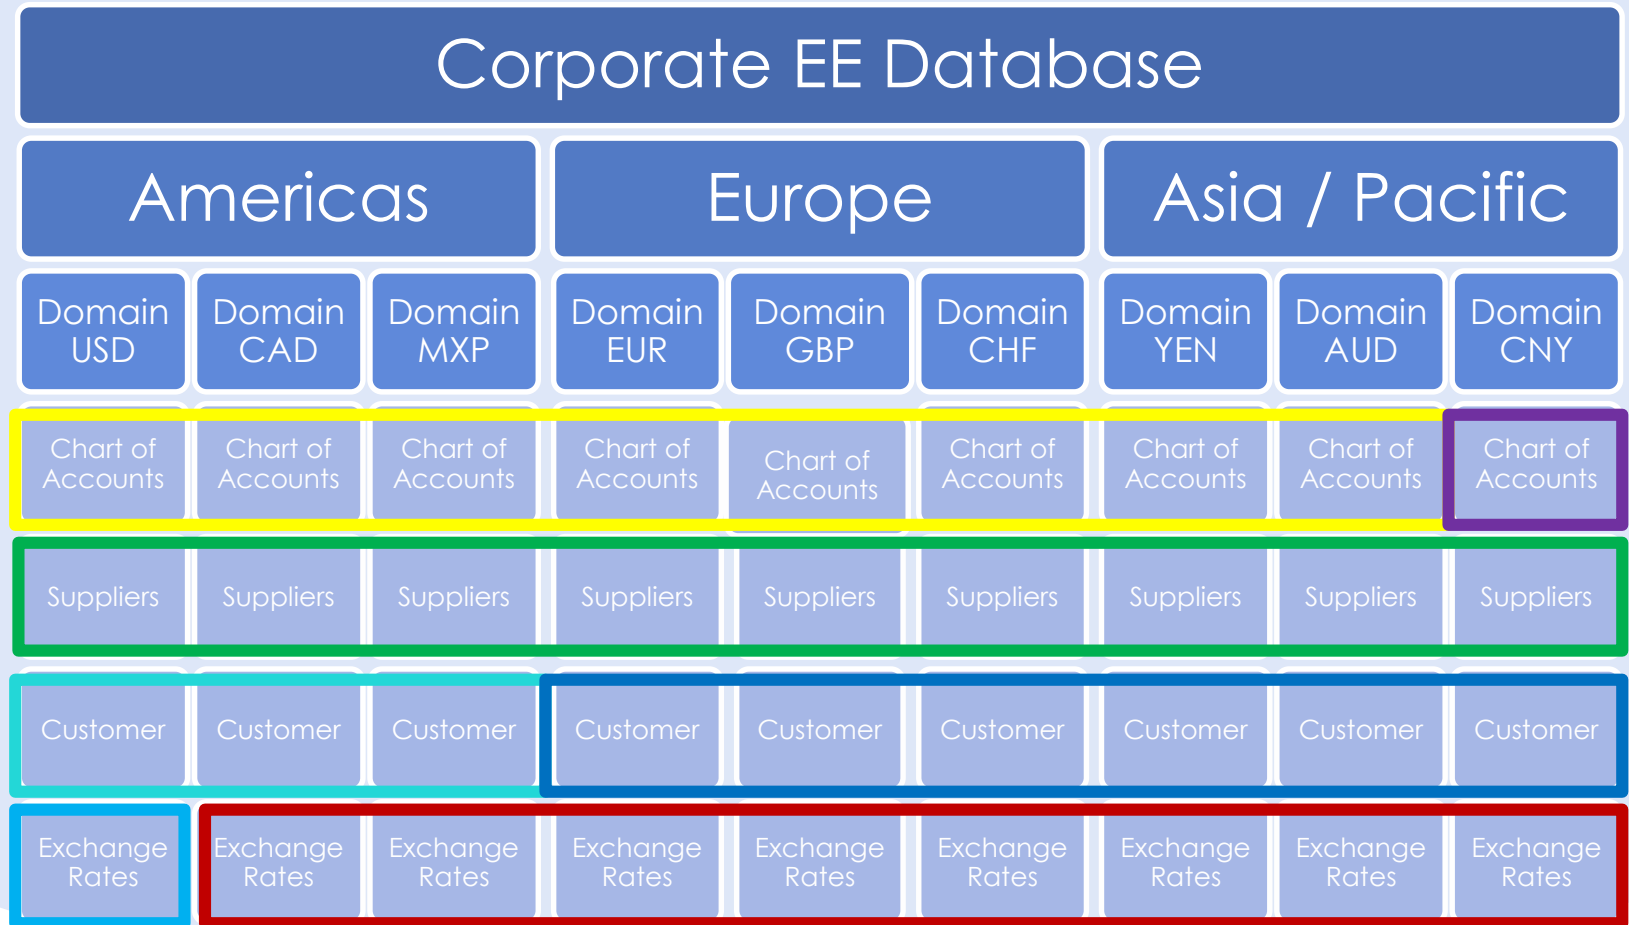 Corporate EE Database
Americas
Europe
Asia / Pacific
Domain
USD
Domain
CAD
Domain
MXP
Domain
EUR
Domain
GBP
Domain
CHF
Domain
YEN
Domain
AUD
Domain
CNY
Chart of
Accounts
Chart of
Accounts
Chart of
Accounts
Chart of
Accounts
Chart of
Accounts
Chart of
Accounts
Chart of
Accounts
Chart of
Accounts
Chart of
Accounts
Suppliers
Suppliers
Suppliers
Suppliers
Suppliers
Suppliers
Suppliers
Suppliers
Suppliers
Customer
Customer
Customer
Customer
Customer
Customer
Customer
Customer
Customer
Exchange
Rates
Exchange
Rates
Exchange
Rates
Exchange
Rates
Exchange
Rates
Exchange
Rates
Exchange
Rates
Exchange
Rates
Exchange
Rates